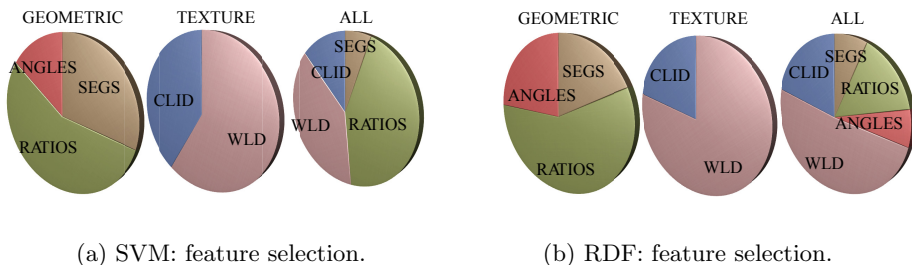 GEOMETRIC TEXTURE ALL
ANGLES SEGS RATIOS
CLID WLD
SEGS CLID WLD RATIOS
(a) SVM: feature selection.
GEOMETRIC TEXTURE ALL
SEGS ANGLES RATIOS
CLID WLD
SEGS CLID RATIOS ANGLES WLD
(b) RDF: feature selection.